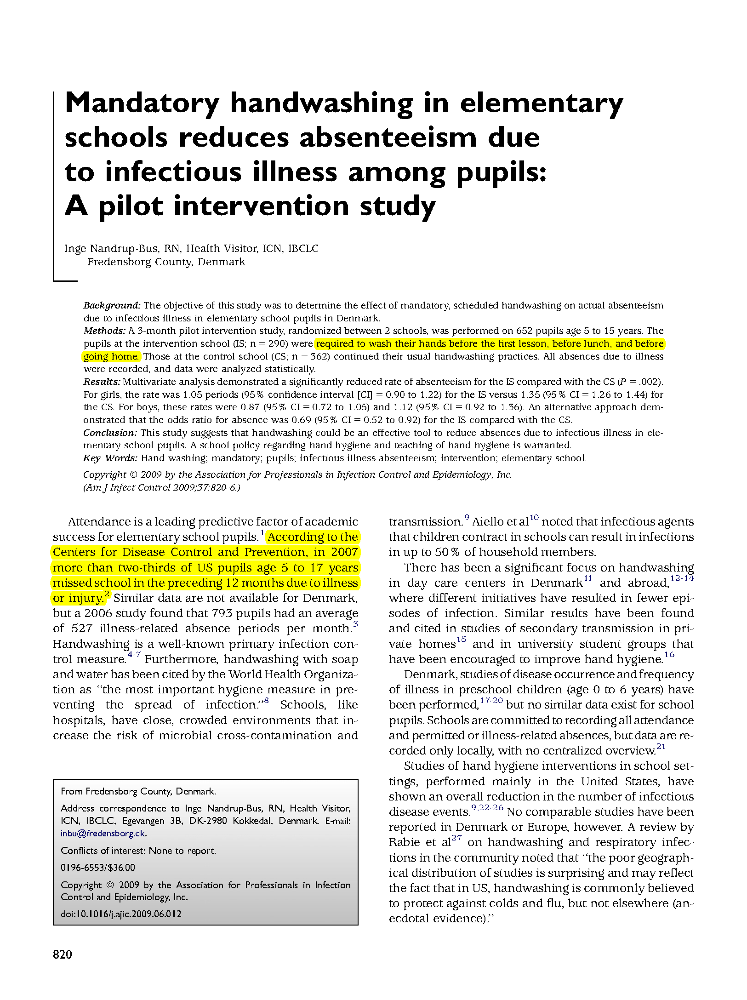 Mandatory handwashing in elementary
schools reduces absenteeism due
to infectious illness among pupils:
A pilot intervention study
Inge Nandrup-Bus, RN, Health Visitor, ICN, IBCLC
Fredensborg County, Denmark
Background: The objective of this study was to determine the effect of mandatory, scheduled handwashing on actual absenteeism
due to infectious illness in elementary school pupils in Denmark.
Methods: A 3-month pilot intervention study, randomized between 2 schools, was performed on 652 pupils age 5 to 15 years. The
pupils at the intervention school (IS; n = 290) were required to wash their hands before the first lesson, before lunch, and before
going home. Those at the control school (CS; n = 362) continued their usual handwashing practices. All absences due to illness
were recorded, and data were analyzed statistically.
Results: Multivariate analysis demonstrated a significantly reduced rate of absenteeism for the IS compared with the CS (P = .002).
For girls, the rate was 1.05 periods (95% confidence interval [CI] = 0.90 to 1.22) for the IS versus 1.35 (95% CI = 1.26 to 1.44) for
the CS. For boys, these rates were 0.87 (95% CI = 0.72 to 1.05) and 1.12 (95% CI = 0.92 to 1.36). An alternative approach dem-
onstrated that the odds ratio for absence was 0.69 (95% CI = 0.52 to 0.92) for the IS compared with the CS.
Conclusion: This study suggests that handwashing could be an effective tool to reduce absences due to infectious illness in ele-
mentary school pupils. A school policy regarding hand hygiene and teaching of hand hygiene is warranted.
Key Words: Hand washing; mandatory; pupils; infectious illness absenteeism; intervention; elementary school.
Copyright © 2009 by the Association for Professionals in Infection Control and Epidemiology, Inc.
(Am J Infect Control 2009;37:820-6.)
Attendance is a leading predictive factor of academic
success for elementary school pupils.1 According to the
Centers for Disease Control and Prevention, in 2007
more than two-thirds of US pupils age 5 to 17 years
missed school in the preceding 12 months due to illness
or injury.2 Similar data are not available for Denmark,
but a 2006 study found that 793 pupils had an average
of 527 illness-related absence periods per month.3
Handwashing is a well-known primary infection con-
trol measure.4-7 Furthermore, handwashing with soap
and water has been cited by the World Health Organiza-
tion as ‘‘the most important hygiene measure in pre-
venting the spread of infection.’’8 Schools, like
hospitals, have close, crowded environments that in-
crease the risk of microbial cross-contamination and
From Fredensborg County, Denmark.
Address correspondence to Inge Nandrup-Bus, RN, Health Visitor,
ICN, IBCLC, Egevangen 3B, DK-2980 Kokkedal, Denmark. E-mail:
inbu@fredensborg.dk.
Conflicts of interest: None to report.
0196-6553/$36.00
Copyright © 2009 by the Association for Professionals in Infection
Control and Epidemiology, Inc.
doi:10.1016/j.ajic.2009.06.012
transmission.9 Aiello et al10 noted that infectious agents
that children contract in schools can result in infections
in up to 50% of household members.
There has been a significant focus on handwashing
in day care centers in Denmark11 and abroad,12-14
where different initiatives have resulted in fewer epi-
sodes of infection. Similar results have been found
and cited in studies of secondary transmission in pri-
vate homes15 and in university student groups that
have been encouraged to improve hand hygiene.16
Denmark, studies of disease occurrence and frequency
of illness in preschool children (age 0 to 6 years) have
been performed,17-20 but no similar data exist for school
pupils. Schools are committed to recording all attendance
and permitted or illness-related absences, but data are re-
corded only locally, with no centralized overview.21
Studies of hand hygiene interventions in school set-
tings, performed mainly in the United States, have
shown an overall reduction in the number of infectious
disease events.9,22-26 No comparable studies have been
reported in Denmark or Europe, however. A review by
Rabie et al27 on handwashing and respiratory infec-
tions in the community noted that ‘‘the poor geograph-
ical distribution of studies is surprising and may reflect
the fact that in US, handwashing is commonly believed
to protect against colds and flu, but not elsewhere (an-
ecdotal evidence).’’
820